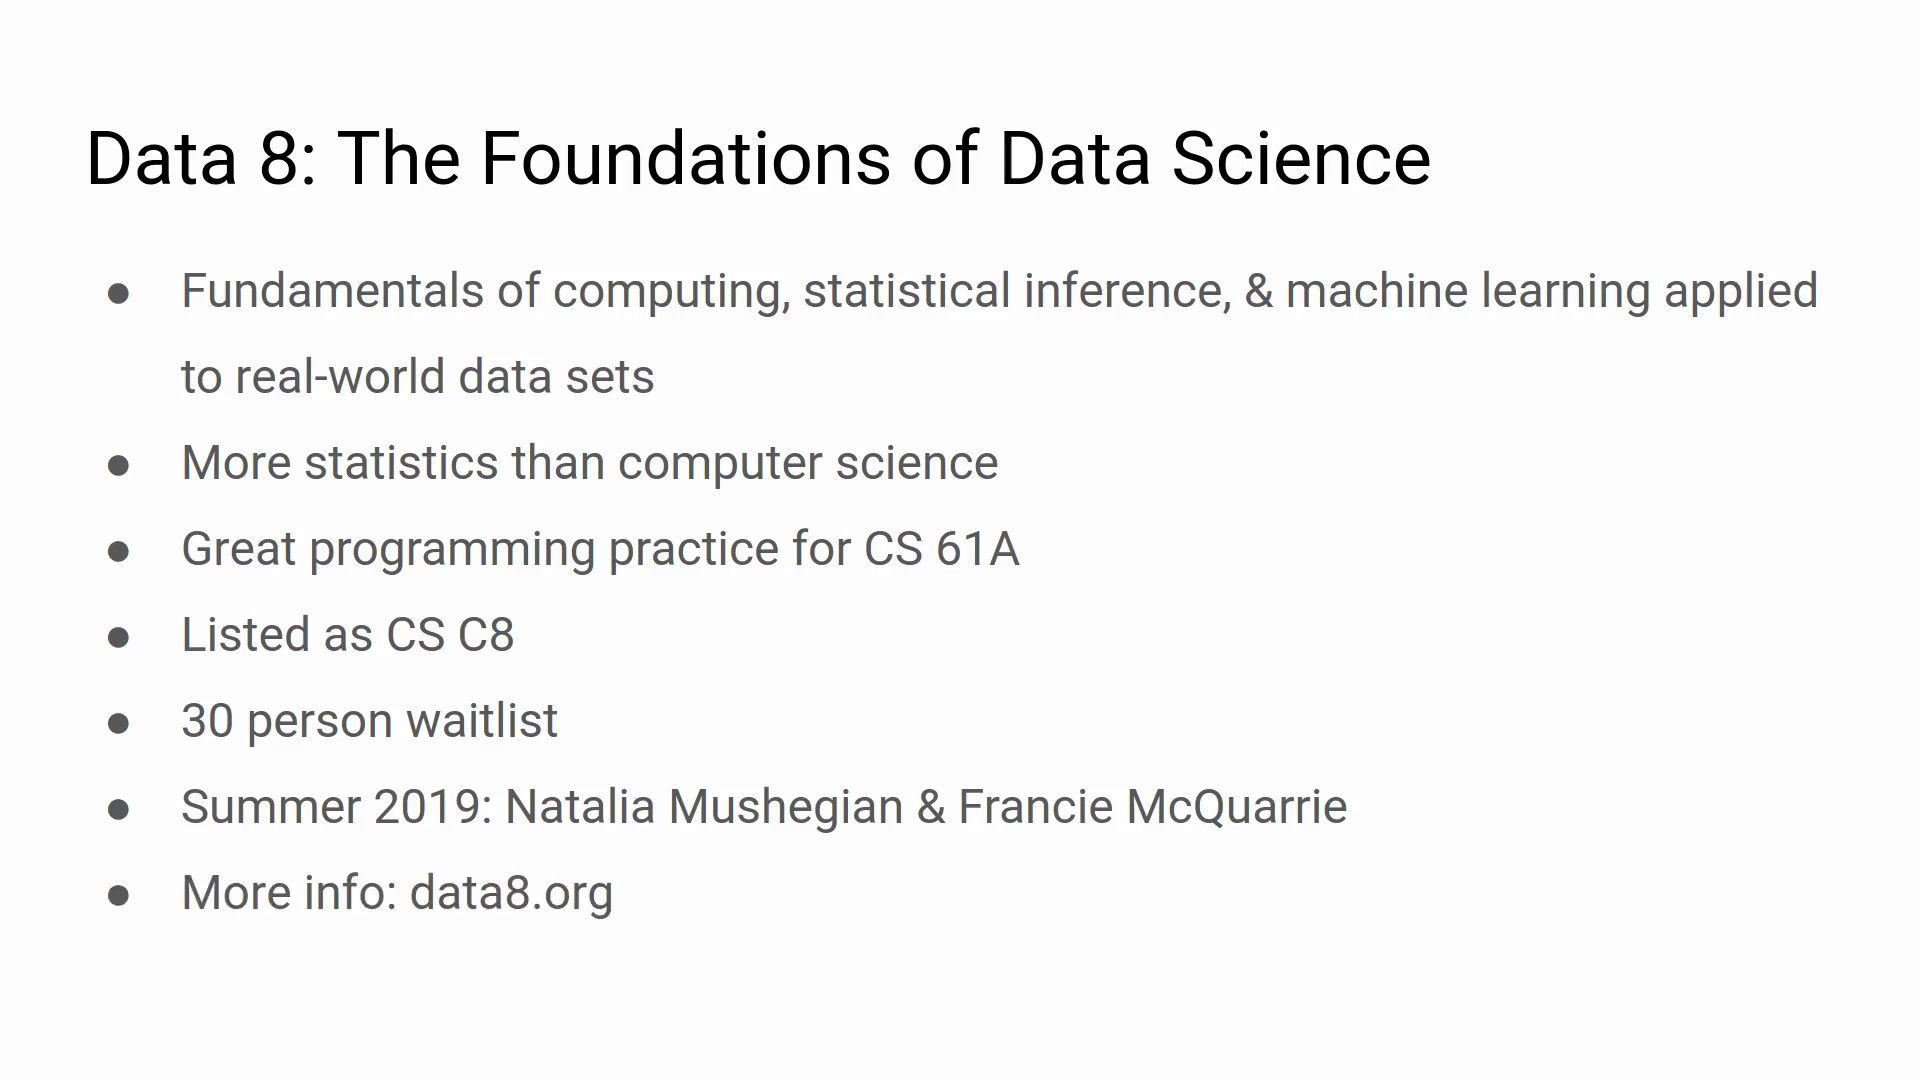 Data 8: The Foundations of Data Science
● Fundamentals of computing, statistical inference, & machine learning applied
to real-world data sets
● More statistics than computer science
● Great programming practice for CS 61A
● Listed as CS C8
● 30 person waitlist
● Summer 2019: Natalia Mushegian & Francie McQuarrie
● More info: data8.org